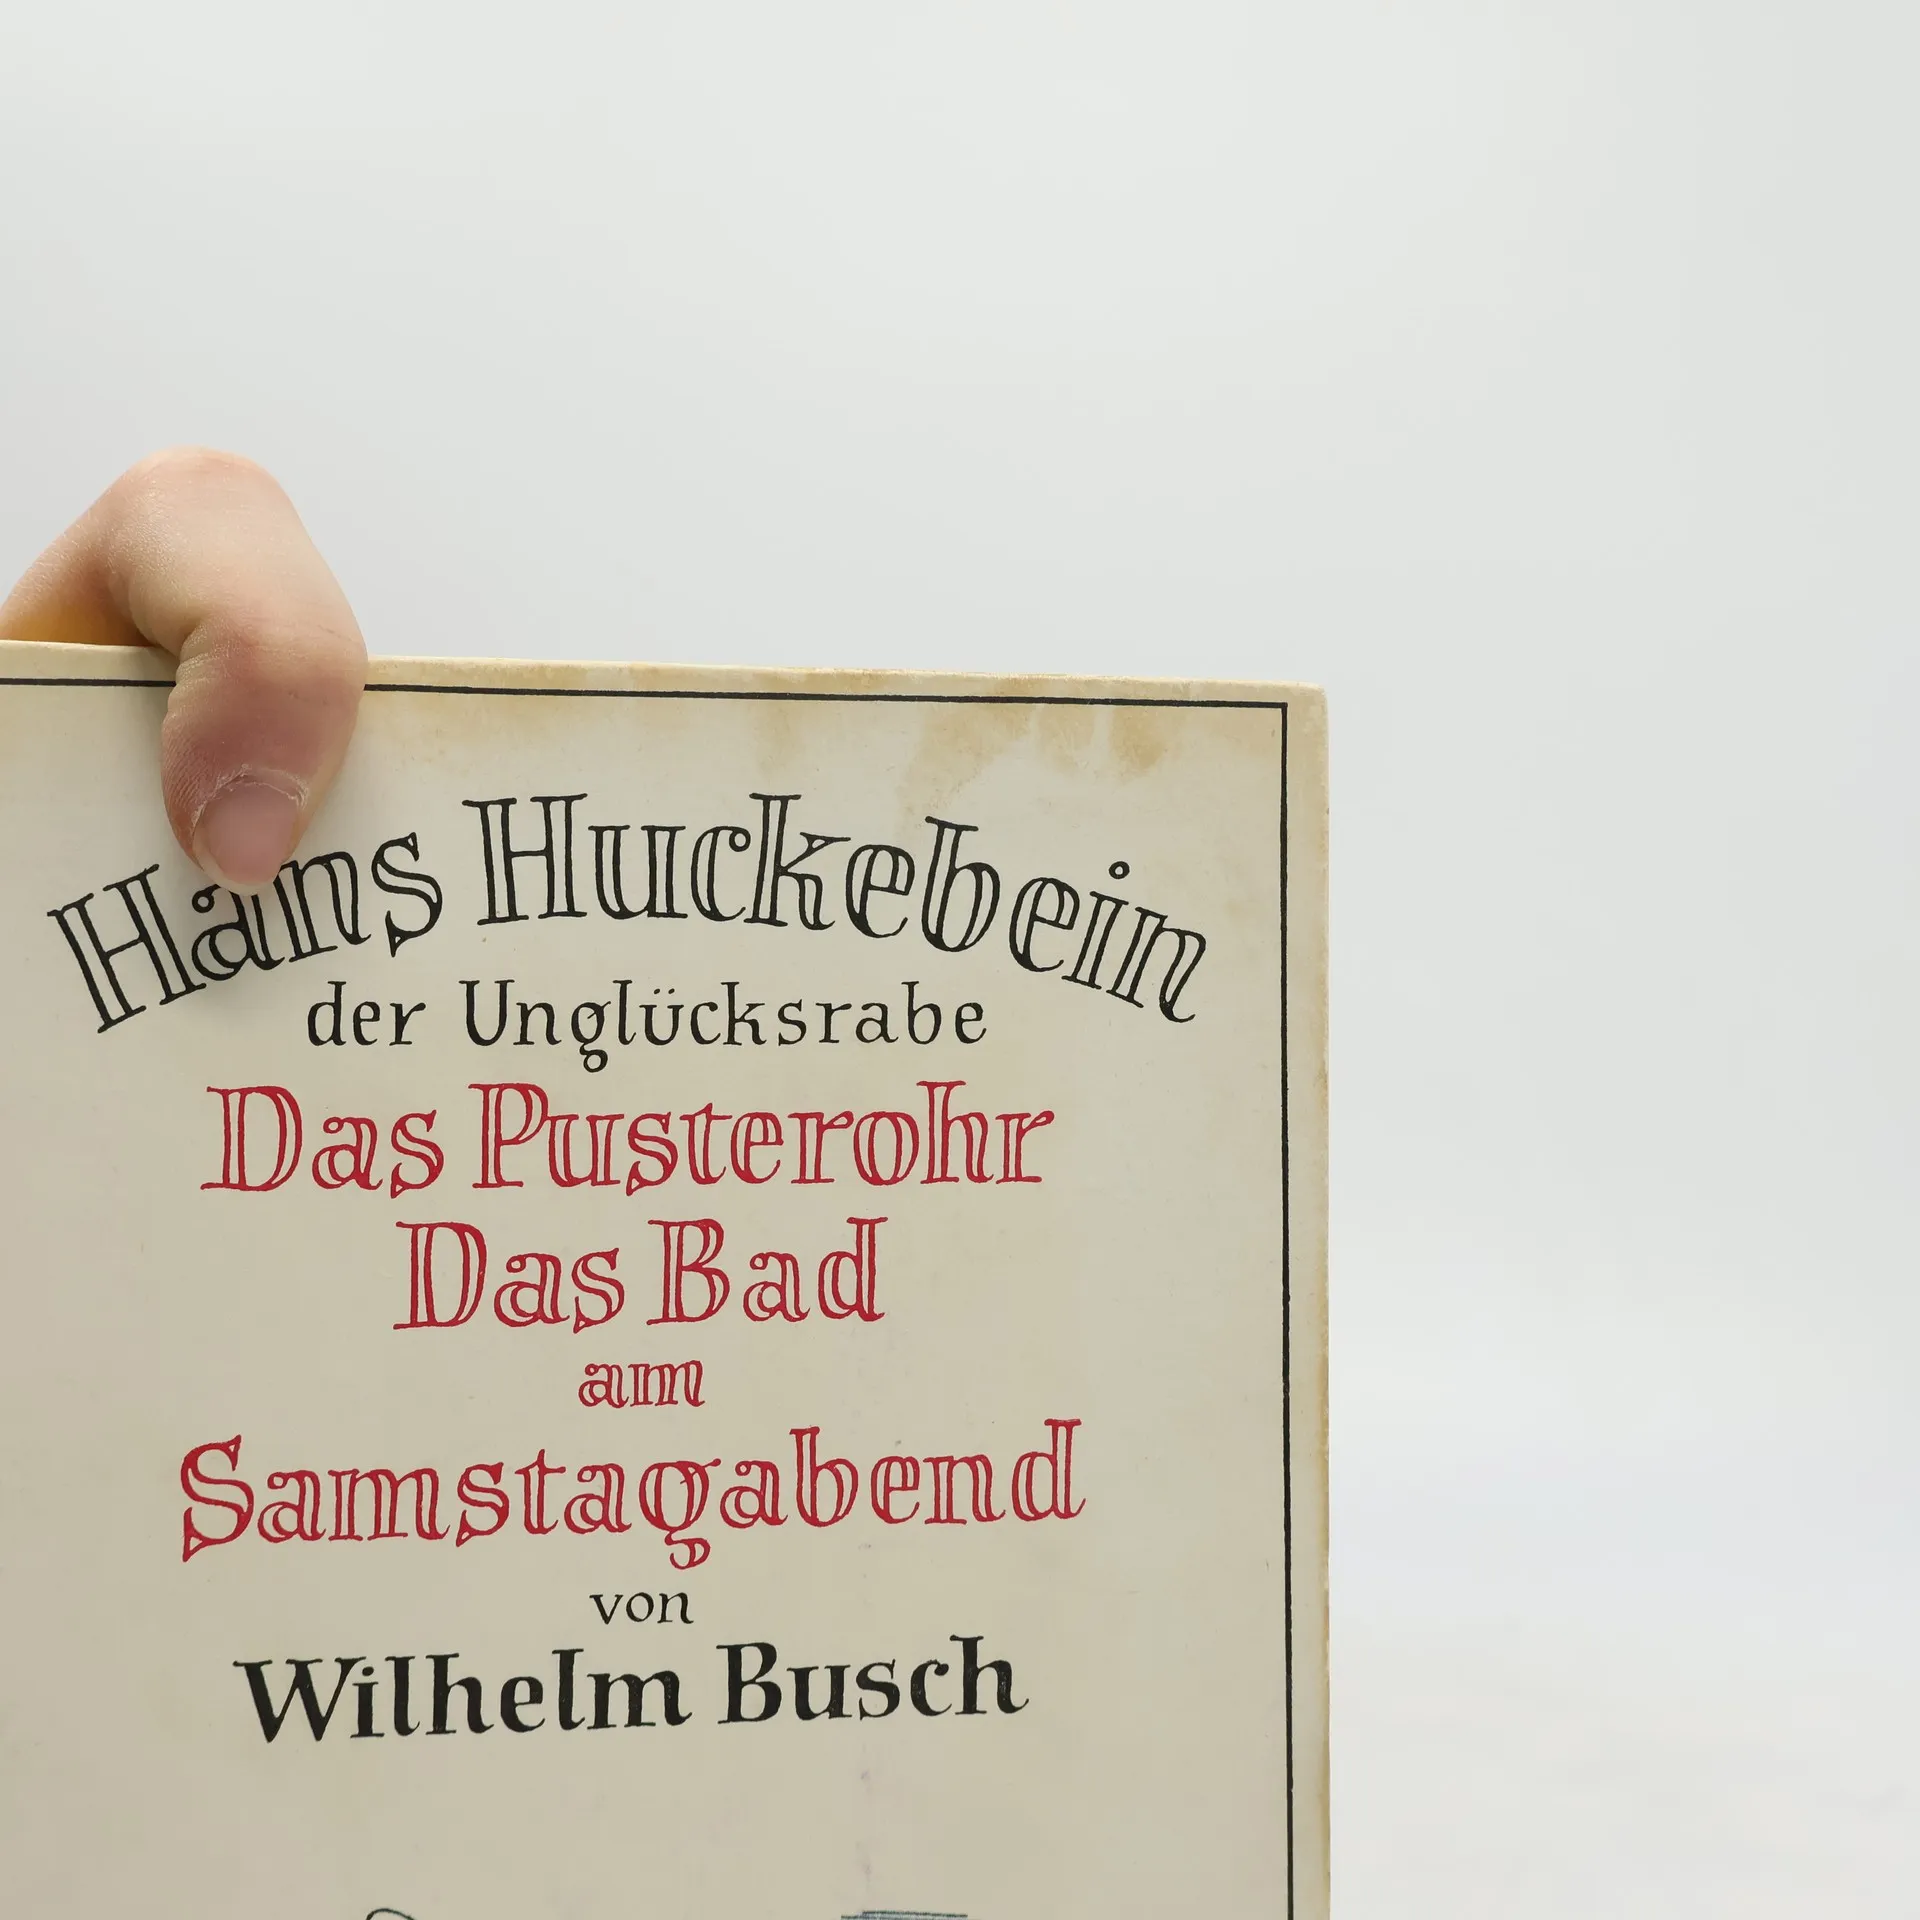 Hans Huckebein
der Unglücksrabe
Das Pusterohr
Das Bad
am
Samstagabend
von
Wilhelm Busch